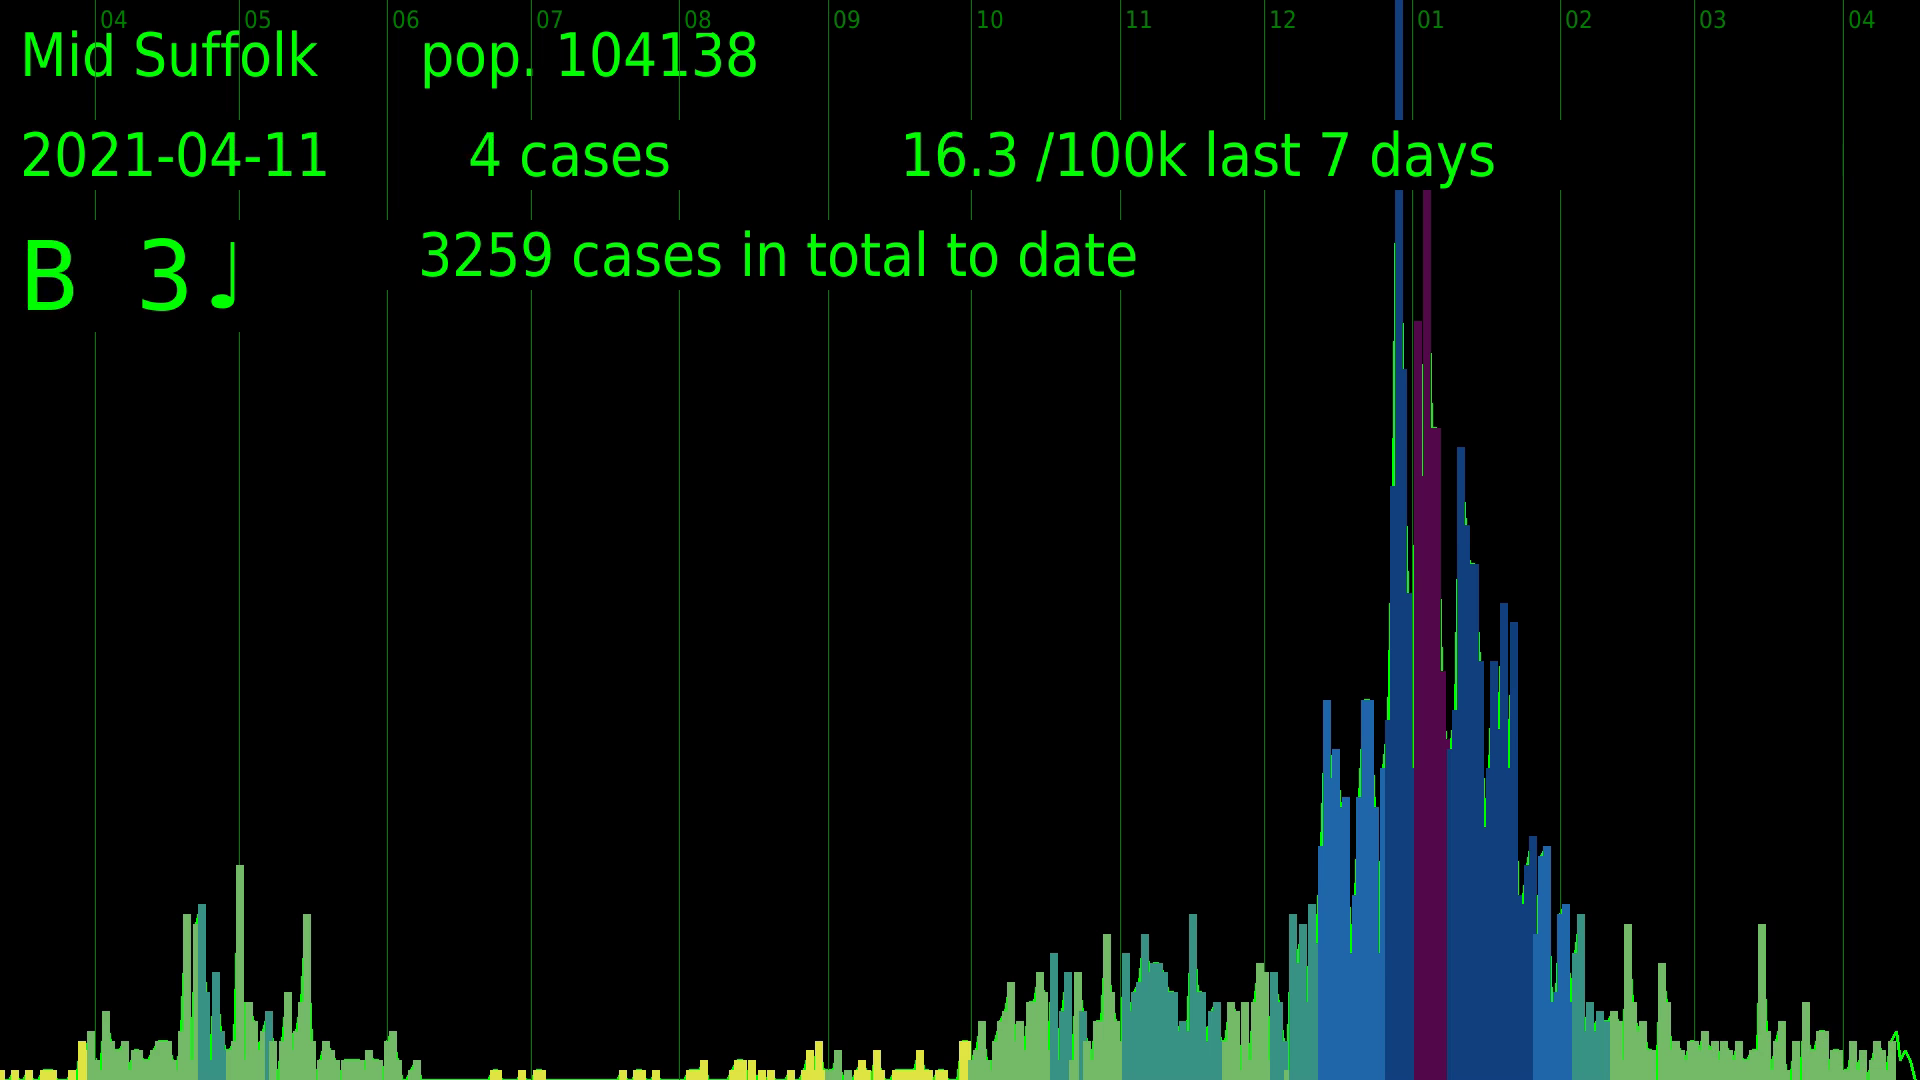 04 05 06 07 08 09 10 11 12 01 02 03 04
Mid Suffolk pop. 104138
2021-04-11 4 cases 16.3 /100k last 7 days
B 3♩ 3259 cases in total to date